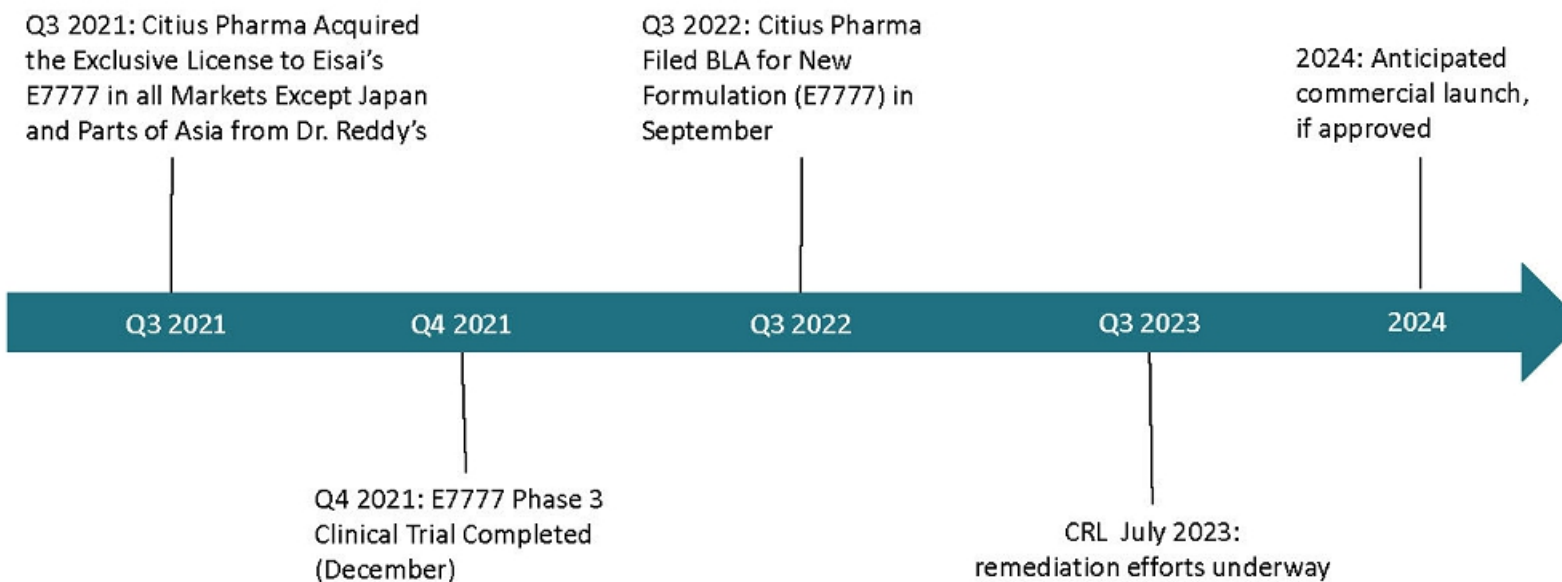 Q3 2021: Citius Pharma Acquired
the Exclusive License to Eisai's
E7777 in all Markets Except Japan
and Parts of Asia from Dr. Reddy's
Q3 2022: Citius Pharma
Filed BLA for New
Formulation (E7777) in
September
2024: Anticipated
commercial launch,
if approved
Q3 2021
Q4 2021
Q3 2022
Q3 2023
2024
Q4 2021: E7777 Phase 3
Clinical Trial Completed
(December)
CRL  July 2023:
remediation efforts underway